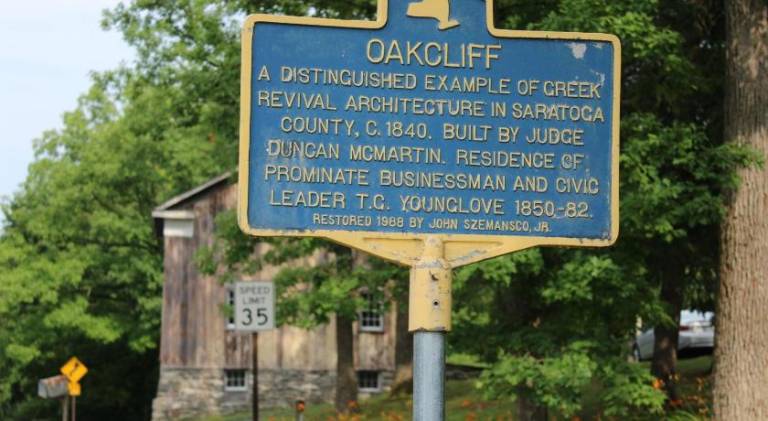 OAKCLIFF
A DISTINGUISHED EXAMPLE OF GREEK
REVIVAL ARCHITECTURE IN SARATOGA
COUNTY, C. 1840. BUILT BY JUDGE
DUNCAN MCMARTIN. RESIDENCE OF
PROMINATE BUSINESSMAN AND CIVIC
LEADER T.G. YOUNGLOVE 1850-82.
RESTORED 1988 BY JOHN SZEMANSCO, JR.
SPEED
LIMIT
35